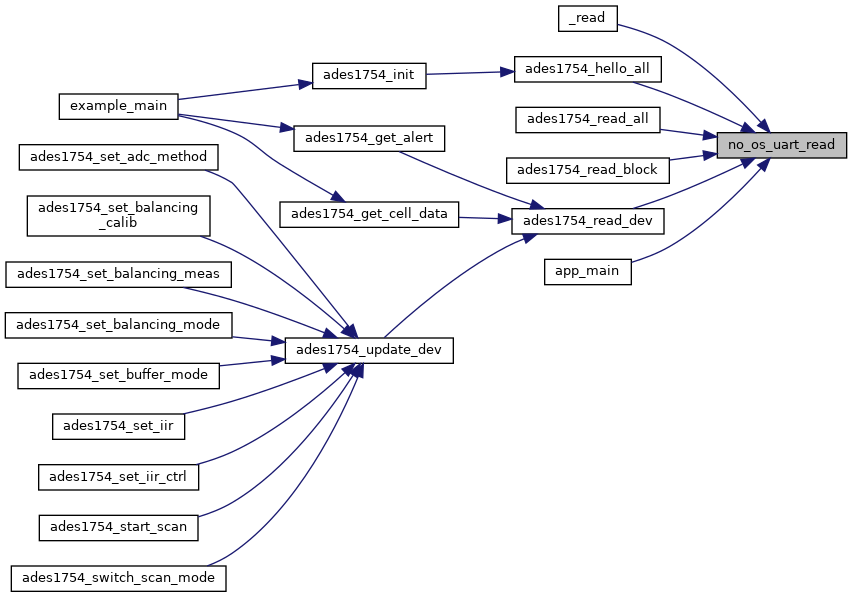 _read
ades1754_hello_all
ades1754_init
example_main
ades1754_read_all
no_os_uart_read
ades1754_get_alert
ades1754_set_adc_method
ades1754_read_block
ades1754_set_balancing
_calib
ades1754_get_cell_data
ades1754_read_dev
app_main
ades1754_set_balancing_meas
ades1754_set_balancing_mode
ades1754_update_dev
ades1754_set_buffer_mode
ades1754_set_iir
ades1754_set_iir_ctrl
ades1754_start_scan
ades1754_switch_scan_mode